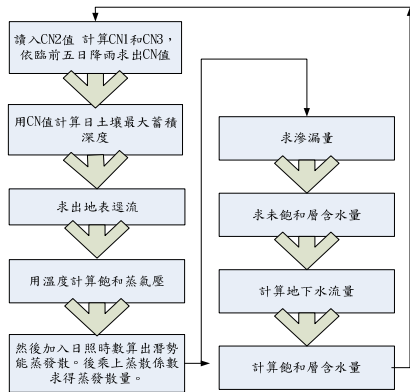 讀入CN2值 計算CN1和CN3，
依臨前五日降雨求出CN值
用CN值計算日土壤最大蓄積
深度
求出地表逕流
用溫度計算飽和蒸氣壓
然後加入日照時數算出潛勢
能蒸發散。後乘上蒸散係數
求得蒸發散量。
求滲漏量
求未飽和層含水量
計算地下水流量
計算飽和層含水量